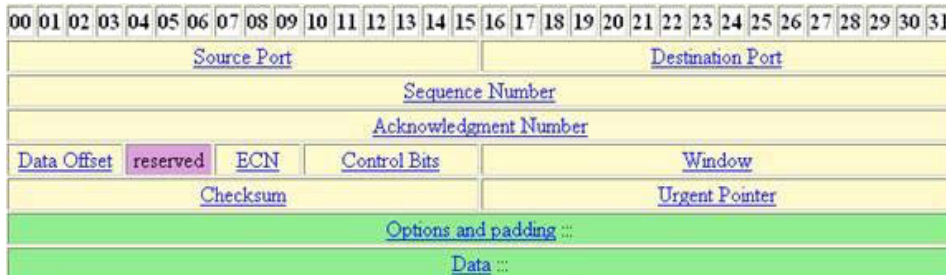 00 01 02 03 04 05 06 07 08 09 10 11 12 13 14 15 16 17 18 19 20 21 22 23 24 25 26 27 28 29 30 31
Source Port Destination Port
Sequence Number
Acknowledgment Number
Data Offset reserved ECN Control Bits Window
Checksum Urgent Pointer
Options and padding :::
Data :::